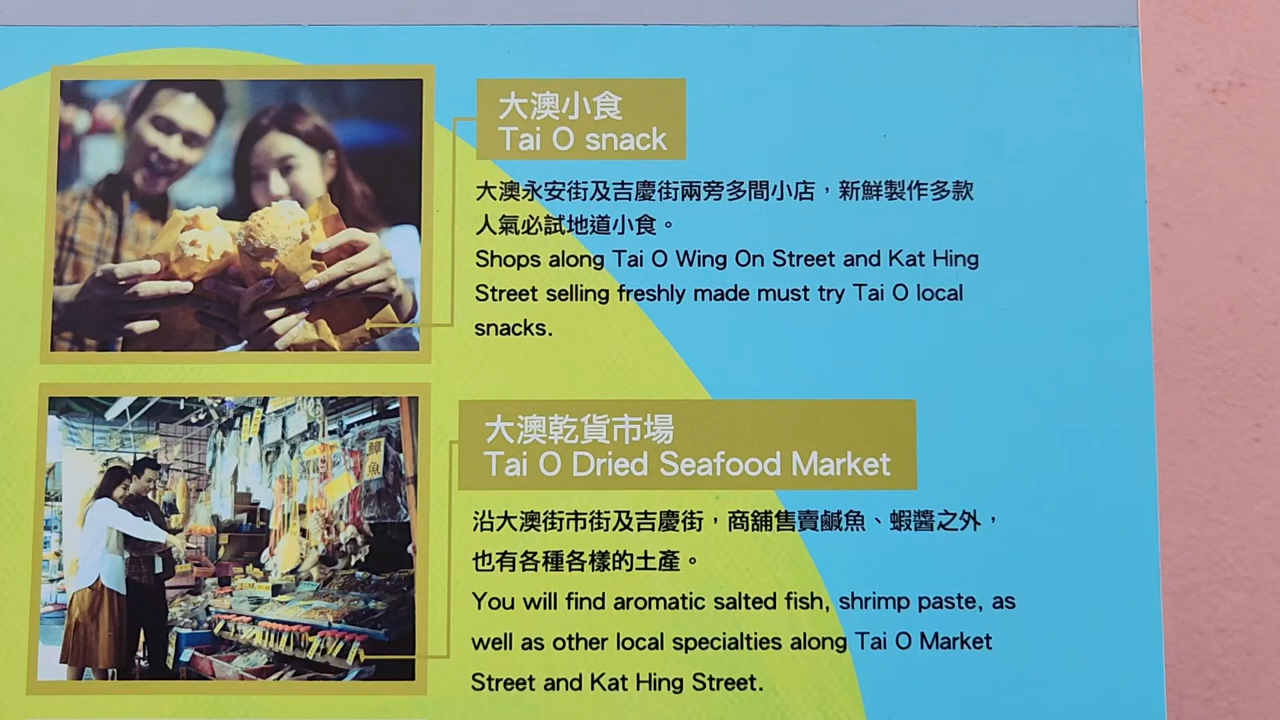 大澳小食
Tai O snack
大澳永安街及吉慶街兩旁多間小店，新鮮製作多款
人氣必試地道小食。
Shops along Tai O Wing On Street and Kat Hing
Street selling freshly made must try Tai O local
snacks.
大澳乾貨市場
Tai O Dried Seafood Market
沿大澳街市街及吉慶街，商舖售賣鹹魚、蝦醬之外，
也有各種各樣的土產。
You will find aromatic salted fish, shrimp paste, as
well as other local specialties along Tai O Market
Street and Kat Hing Street.